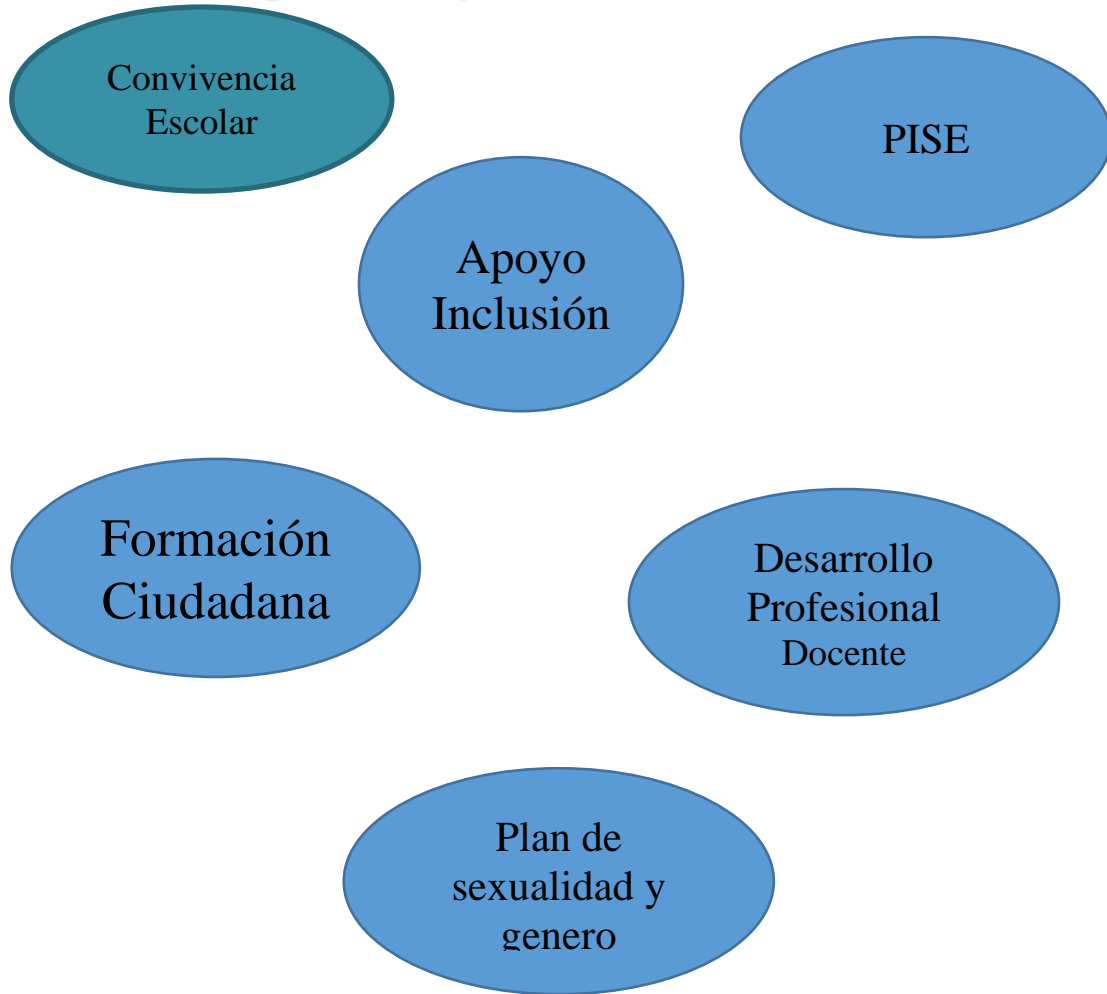 Convivencia
Escolar
PISE
Apoyo
Inclusión
Formación
Ciudadana
Desarrollo
Profesional
Docente
Plan de
sexualidad y
genero